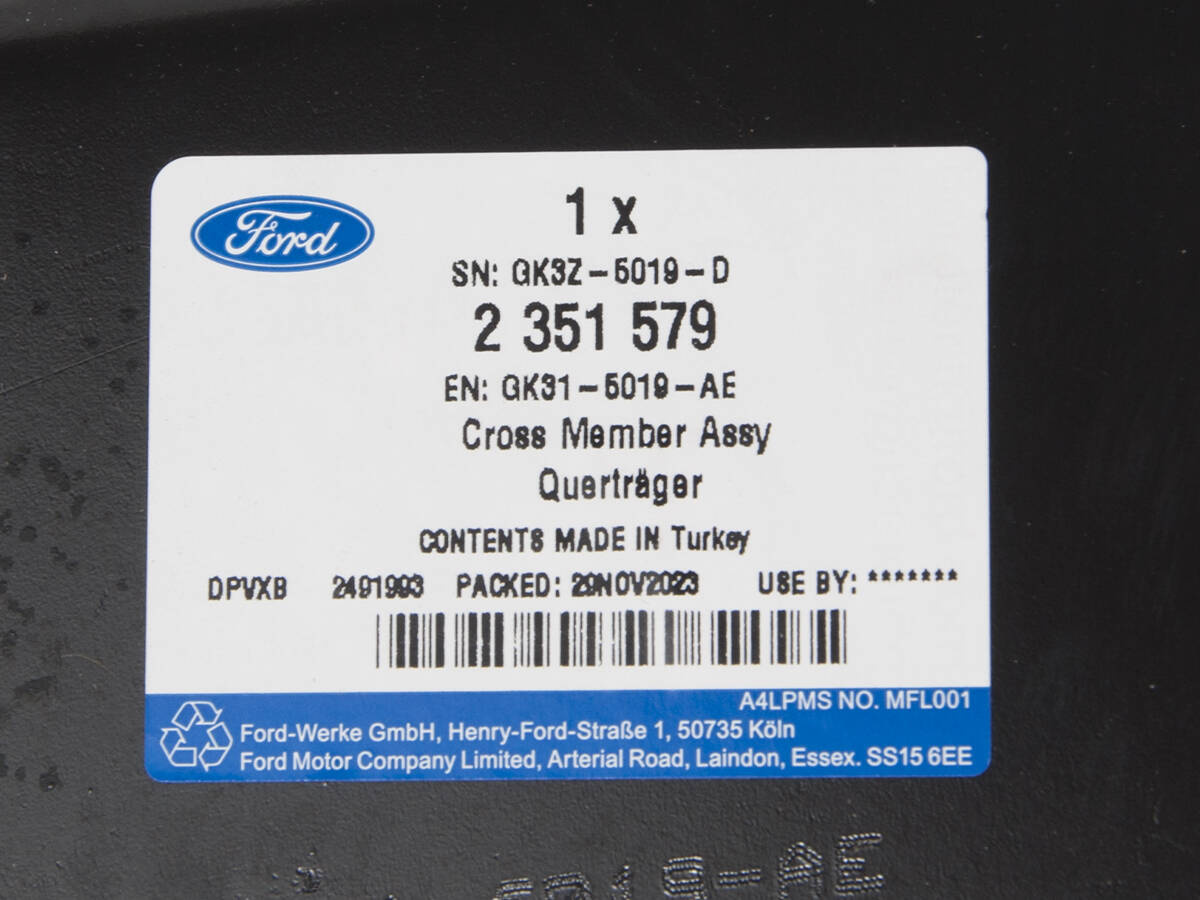 Ford
1 x
SN: GK3Z-5019-D
2 351 579
EN: GK31-5019-AE
Cross Member Assy
Querträger
CONTENTS MADE IN Turkey
DPVXB 2491993 PACKED: 29NOV2023 USE BY: *******
A4LPMS NO. MFL001
Ford-Werke GmbH, Henry-Ford-Straße 1, 50735 Köln
Ford Motor Company Limited, Arterial Road, Laindon, Essex. SS15 6EE
5019-AE